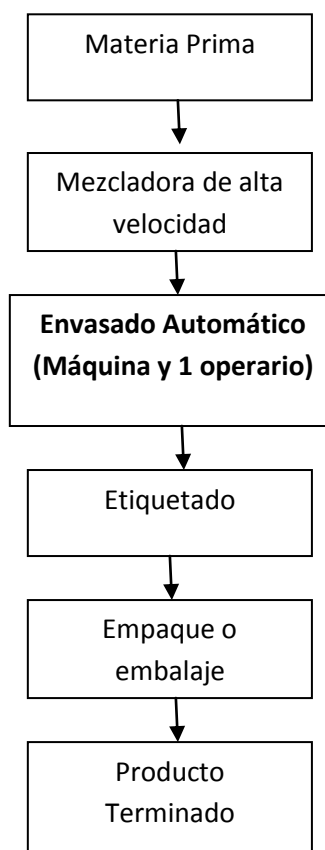 Materia Prima
Mezcladora de alta
velocidad
Envasado Automático
(Máquina y 1 operario)
Etiquetado
Empaque o
embalaje
Producto
Terminado